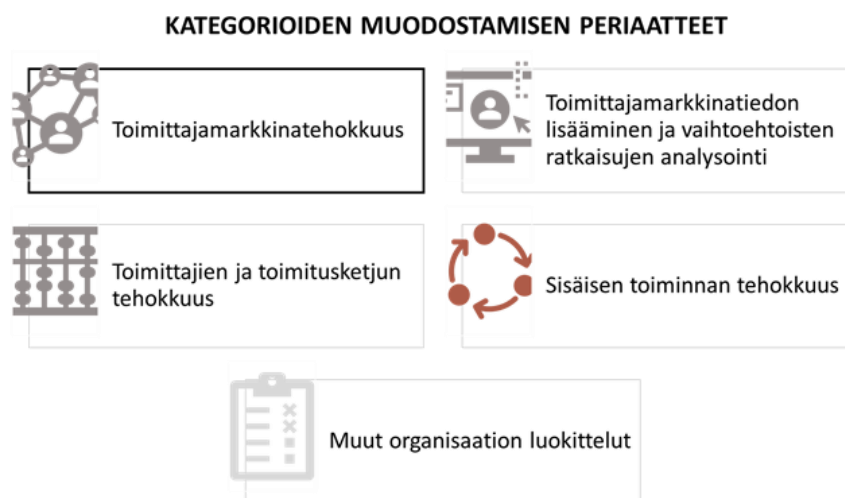 KATEGORIOIDEN MUODOSTAMISEN PERIAATTEET
Toimittajamarkkinatehokkuus
Toimittajamarkkinatiedon
lisääminen ja vaihtoehtoisten
ratkaisujen analysointi
Toimittajien ja toimitusketjun
tehokkuus
Sisäisen toiminnan tehokkuus
Muut organisaation luokittelut